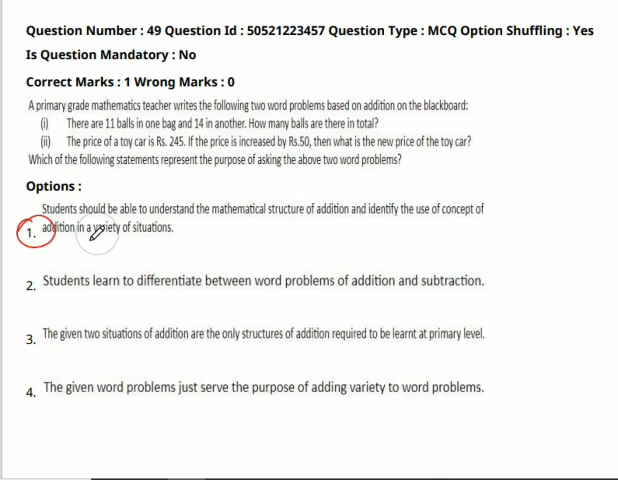 Question Number : 49 Question Id : 50521223457 Question Type : MCQ Option Shuffling : Yes
Is Question Mandatory : No
Correct Marks : 1 Wrong Marks : 0
A primary grade mathematics teacher writes the following two word problems based on addition on the blackboard:
(i) There are 11 balls in one bag and 14 in another. How many balls are there in total?
(ii) The price of a toy car is Rs. 245. If the price is increased by Rs.50, then what is the new price of the toy car?
Which of the following statements represent the purpose of asking the above two word problems?
Options :
Students should be able to understand the mathematical structure of addition and identify the use of concept of
1. addition in a variety of situations.
2. Students learn to differentiate between word problems of addition and subtraction.
3. The given two situations of addition are the only structures of addition required to be learnt at primary level.
4. The given word problems just serve the purpose of adding variety to word problems.